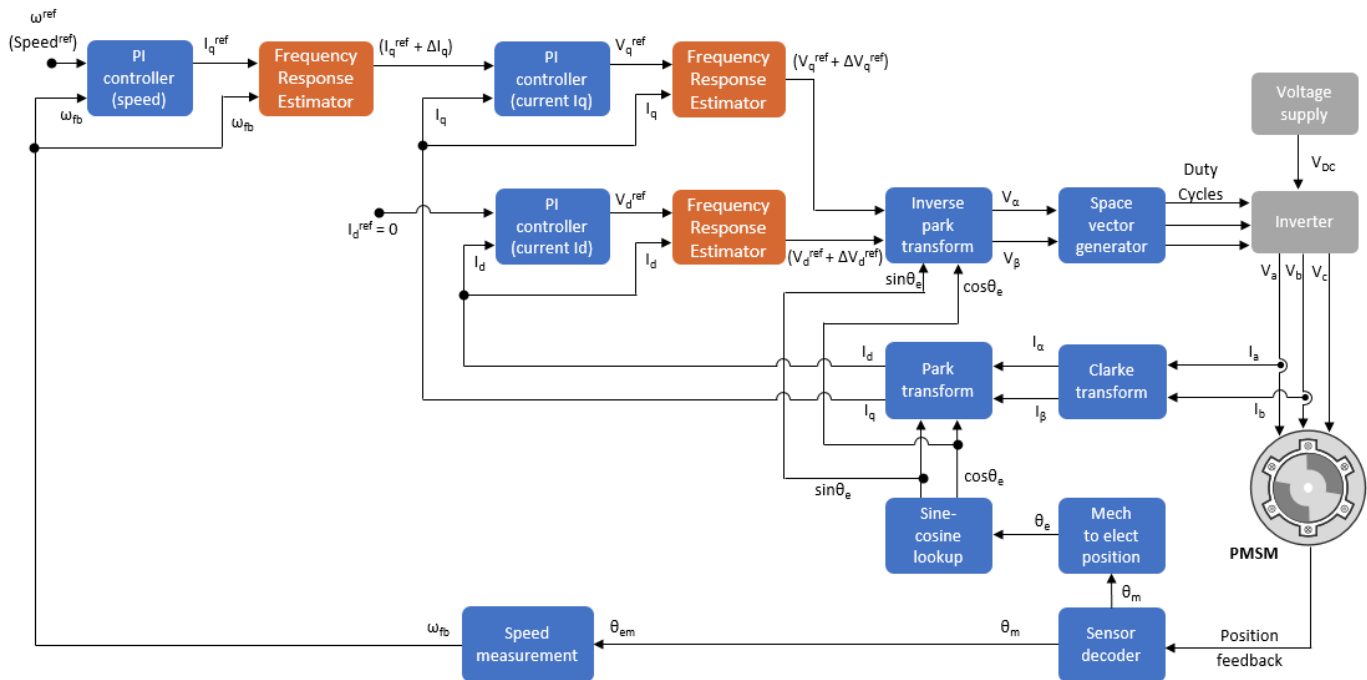 ω^ref
(Speed^ref)
PI
controller
(speed)
I_q^ref
ω_fb
Frequency
Response
Estimator
ω_fb
(I_q^ref + ΔI_q)
I_q
PI
controller
(current Iq)
V_q^ref
I_q
Frequency
Response
Estimator
(V_q^ref + ΔV_q^ref)
Voltage
supply
V_DC
I_d^ref = 0
I_d
PI
controller
(current Id)
V_d^ref
I_d
Frequency
Response
Estimator
(V_d^ref + ΔV_d^ref)
Inverse
park
transform
V_α
V_β
Space
vector
generator
Duty
Cycles
Inverter
V_a
V_b
V_c
sinθ_e
cosθ_e
I_d
I_q
Park
transform
I_α
I_β
Clarke
transform
I_a
I_b
sinθ_e
cosθ_e
Sine-
cosine
lookup
θ_e
Mech
to elect
position
PMSM
θ_m
ω_fb
Speed
measurement
θ_em
θ_m
Sensor
decoder
Position
feedback